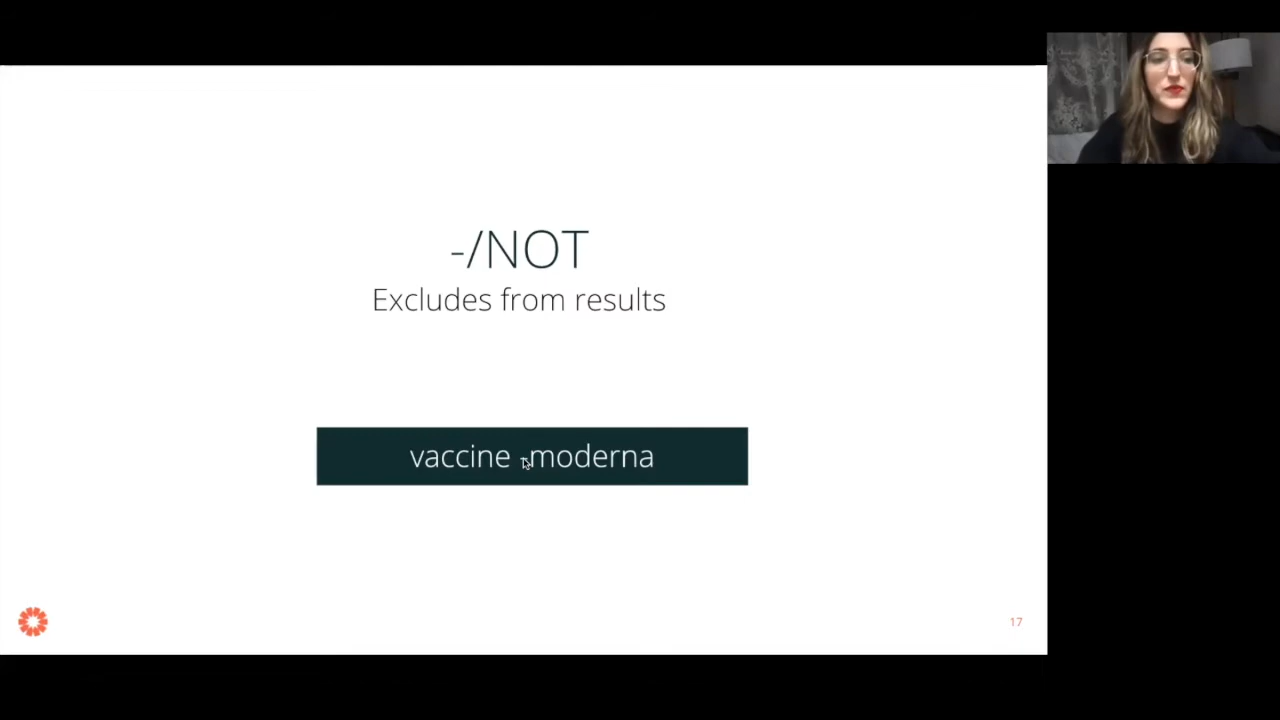 -/NOT
Excludes from results
vaccine -moderna
17